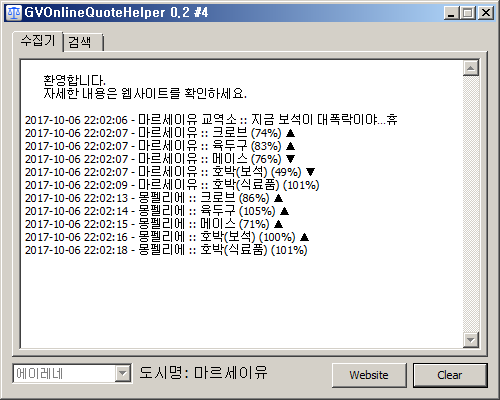 GVOnlineQuoteHelper 0.2 #4
수집기 검색
환영합니다.
자세한 내용은 웹사이트를 확인하세요.
2017-10-06 22:02:06 - 마르세이유 교역소 :: 지금 보석이 대폭락이야...휴
2017-10-06 22:02:07 - 마르세이유 :: 크로브 (74%) ▲
2017-10-06 22:02:07 - 마르세이유 :: 육두구 (83%) ▲
2017-10-06 22:02:07 - 마르세이유 :: 메이스 (76%) ▼
2017-10-06 22:02:07 - 마르세이유 :: 호박(보석) (49%) ▼
2017-10-06 22:02:09 - 마르세이유 :: 호박(식료품) (101%)
2017-10-06 22:02:13 - 몽펠리에 :: 크로브 (86%) ▲
2017-10-06 22:02:14 - 몽펠리에 :: 육두구 (105%) ▲
2017-10-06 22:02:15 - 몽펠리에 :: 메이스 (71%) ▲
2017-10-06 22:02:16 - 몽펠리에 :: 호박(보석) (100%) ▲
2017-10-06 22:02:18 - 몽펠리에 :: 호박(식료품) (101%)
에이레네 도시명: 마르세이유 Website Clear